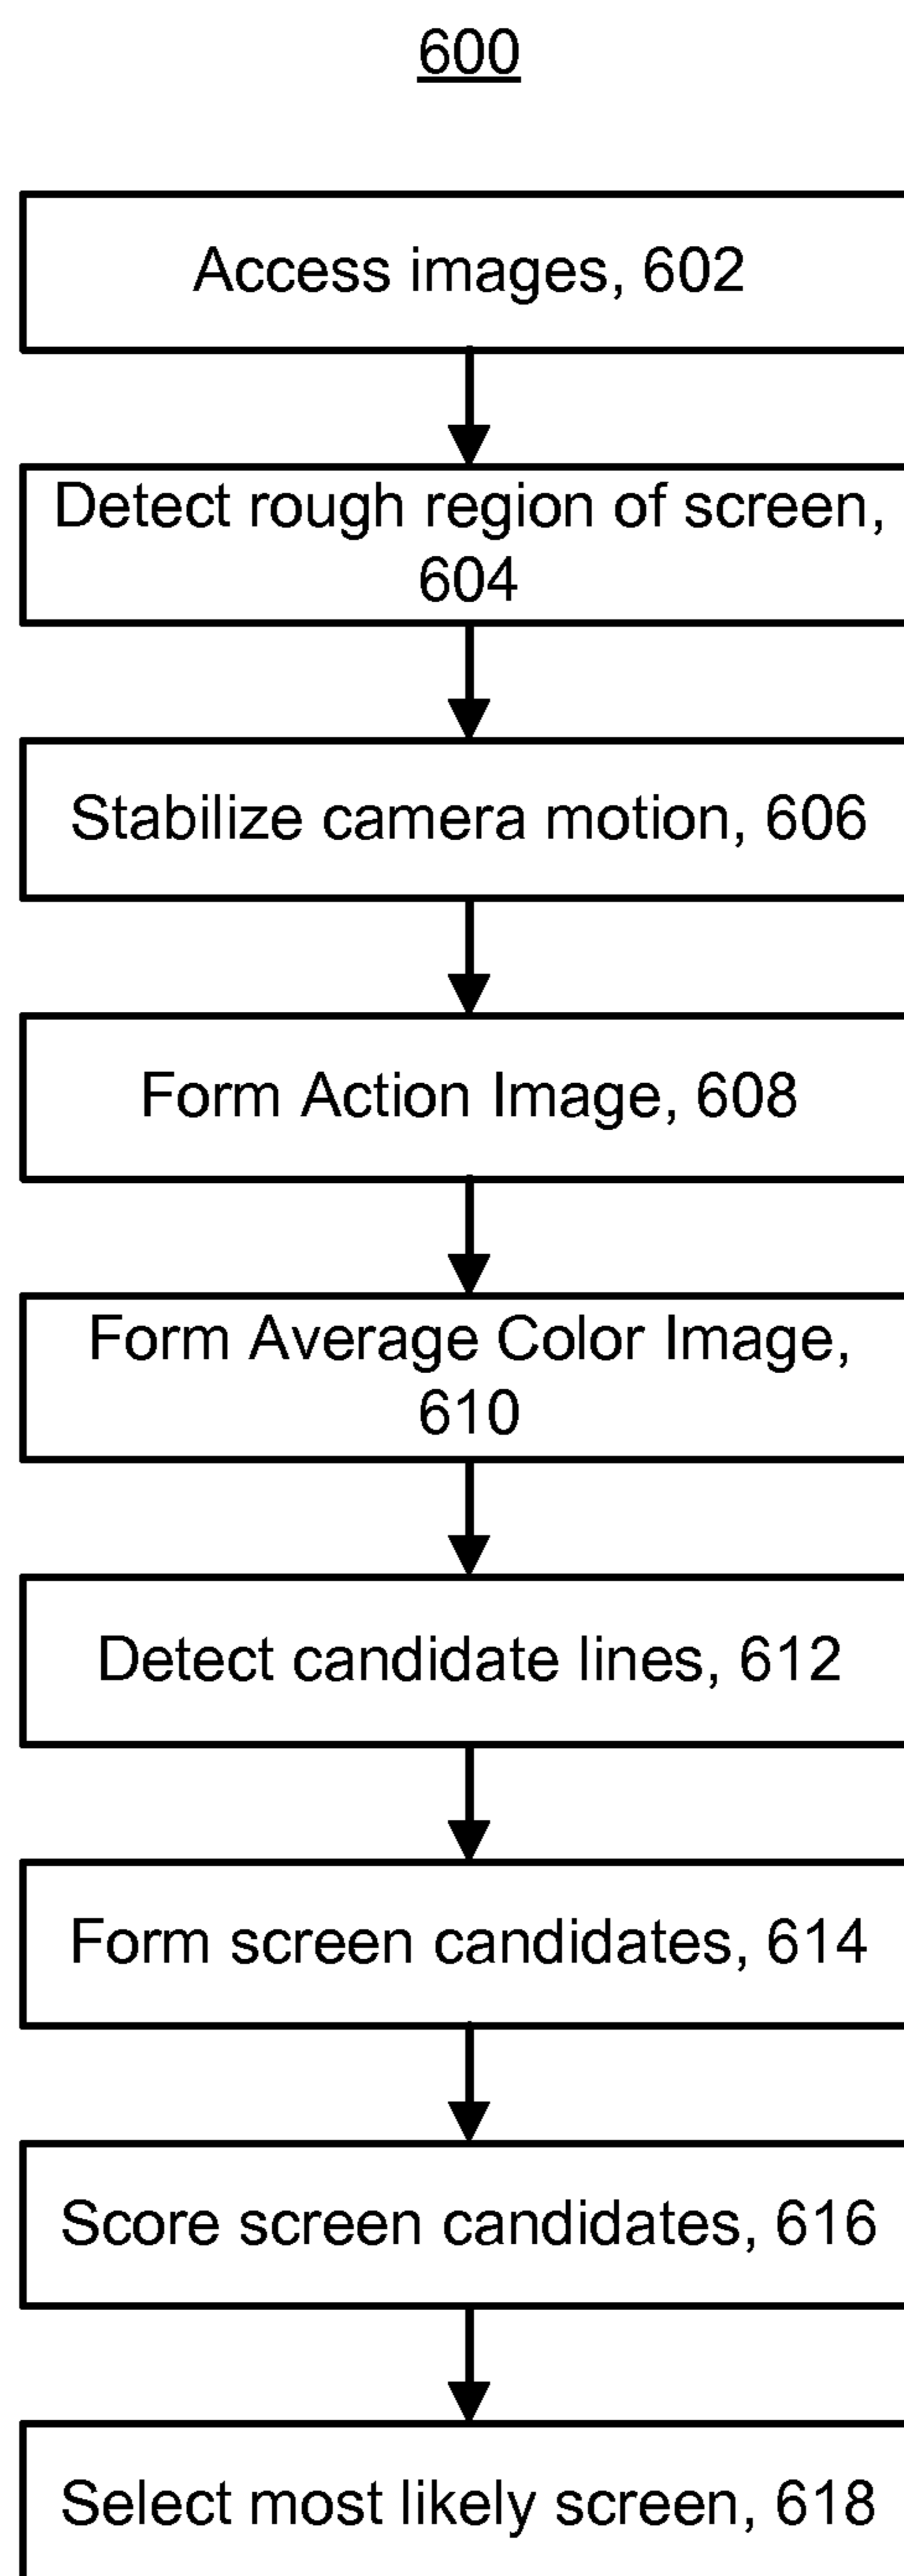 600
Access images, 602
Detect rough region of screen,
604
Stabilize camera motion, 606
Form Action Image, 608
Form Average Color Image,
610
Detect candidate lines, 612
Form screen candidates, 614
Score screen candidates, 616
Select most likely screen, 618